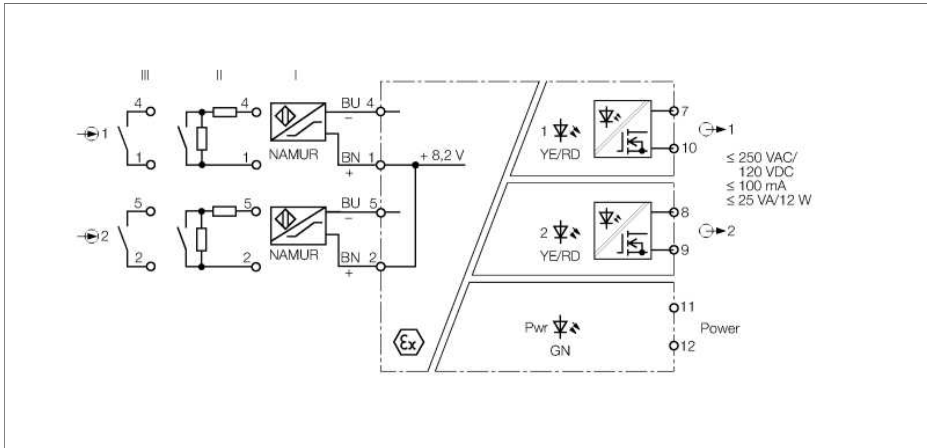 III II I
4 4 BU 4
–
1
1 1 NAMUR BN 1
+
+ 8,2 V
5 5 BU 5
–
2
2 2 NAMUR BN 2
+
Ex
1
YE/RD
7
10
1
2
YE/RD
8
9
2
≤ 250 VAC/
120 VDC
≤ 100 mA
≤ 25 VA/12 W
Pwr
GN
11
12
Power